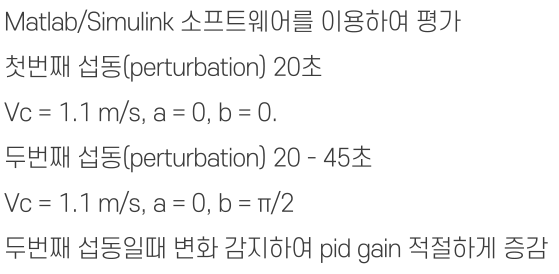 Matlab/Simulink 소프트웨어를 이용하여 평가
첫번째 섭동(perturbation) 20초
Vc = 1.1 m/s, a = 0, b = 0.
두번째 섭동(perturbation) 20 - 45초
Vc = 1.1 m/s, a = 0, b = π/2
두번째 섭동일때 변화 감지하여 pid gain 적절하게 증감